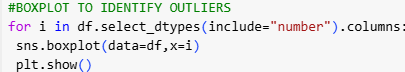 #BOXPLOT TO IDENTIFY OUTLIERS
for i in df.select_dtypes(include="number").columns:
 sns.boxplot(data=df,x=i)
 plt.show()